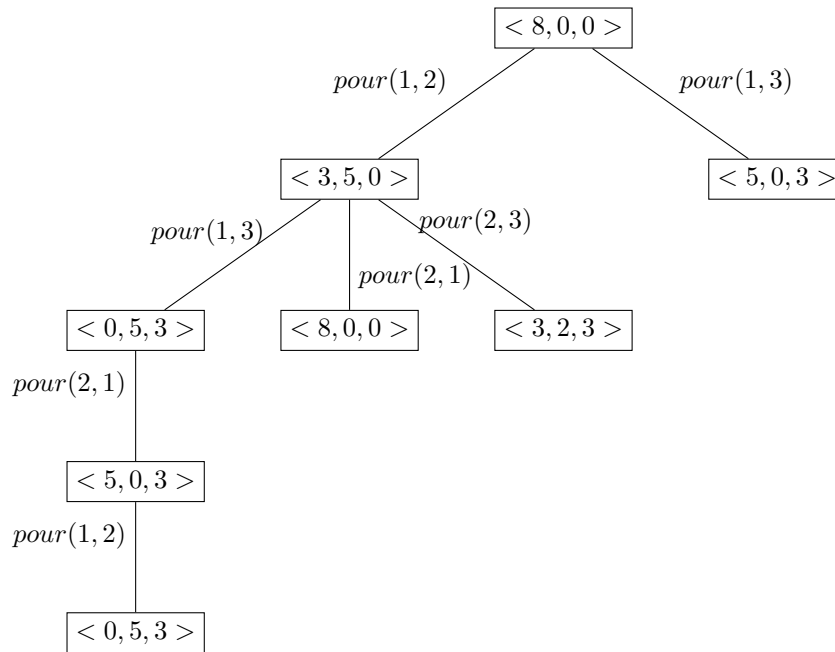 < 8, 0, 0 >
pour(1, 2)
pour(1, 3)
< 3, 5, 0 >
< 5, 0, 3 >
pour(1, 3)
pour(2, 3)
pour(2, 1)
< 0, 5, 3 >
< 8, 0, 0 >
< 3, 2, 3 >
pour(2, 1)
< 5, 0, 3 >
pour(1, 2)
< 0, 5, 3 >